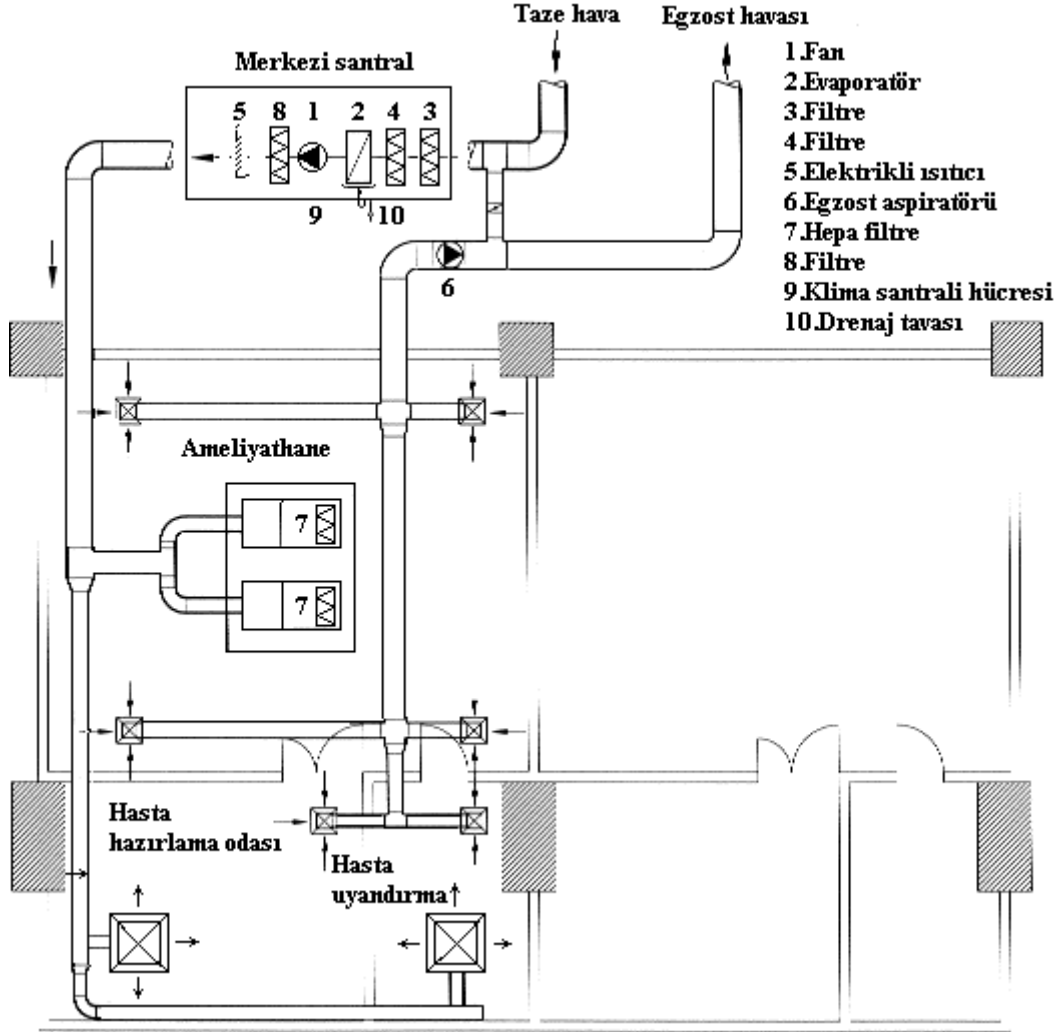 Taze hava
Egzost havası
Merkezi santral
5 8 1 2 4 3
9 10
6
1.Fan
2.Evaporatör
3.Filtre
4.Filtre
5.Elektrikli ısıtıcı
6.Egzost aspiratörü
7.Hepa filtre
8.Filtre
9.Klima santrali hücresi
10.Drenaj tavası
Ameliyathane
7
7
Hasta
hazırlama odası
Hasta
uyandırma